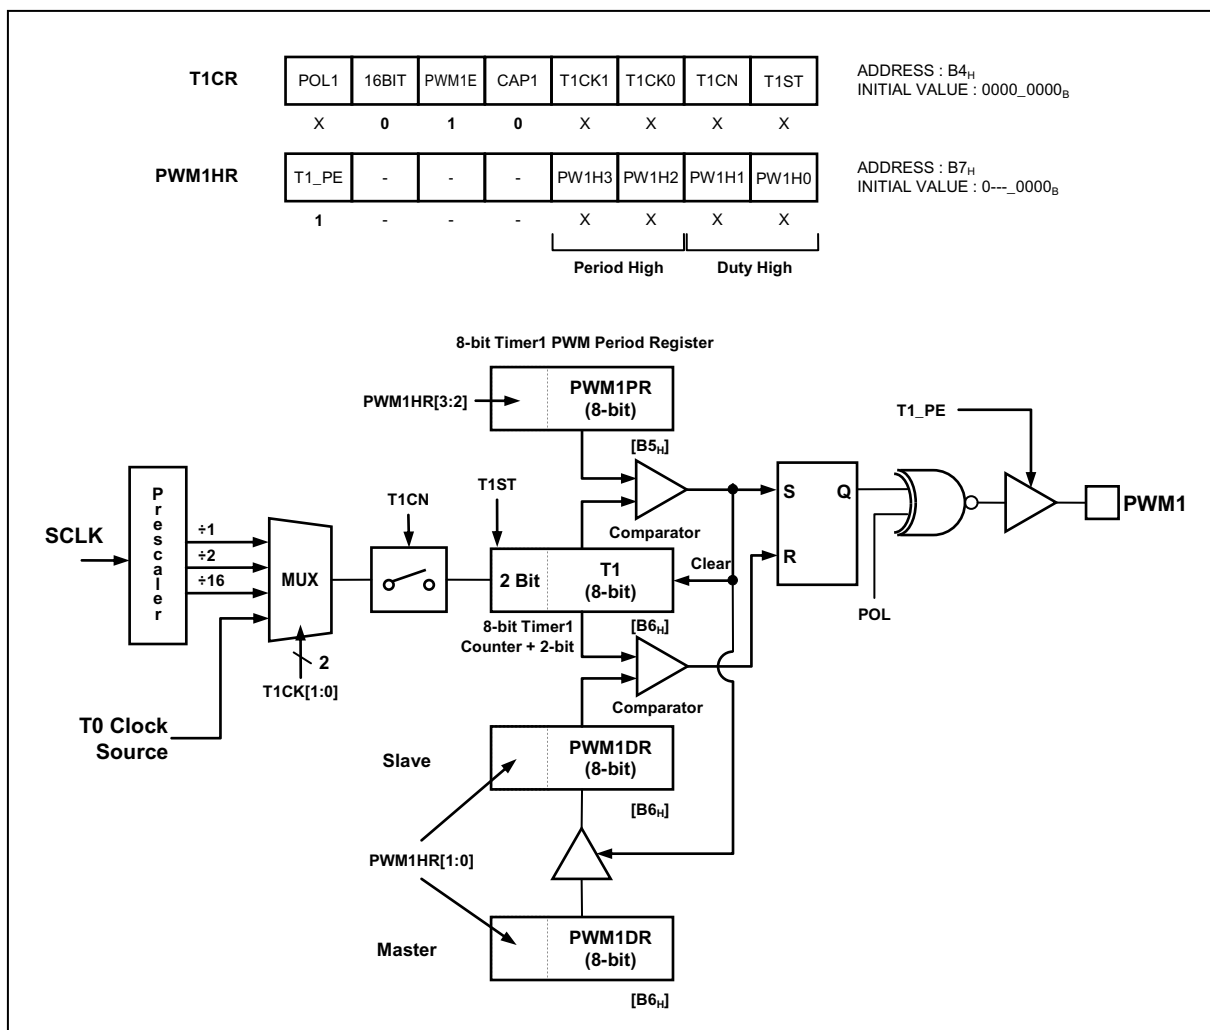 T1CR
POL1 16BIT PWM1E CAP1 T1CK1 T1CK0 T1CN T1ST
ADDRESS : B4H
INITIAL VALUE : 0000_0000B
X 0 1 0 X X X X
PWM1HR
T1_PE - - - PW1H3 PW1H2 PW1H1 PW1H0
ADDRESS : B7H
INITIAL VALUE : 0---_0000B
1 - - - X X X X
Period High Duty High
8-bit Timer1 PWM Period Register
PWM1HR[3:2]
PWM1PR
(8-bit)
[B5H]
T1_PE
Prescaler
SCLK
÷1
÷2
÷16
MUX
T1CK[1:0]
2
T0 Clock
Source
T1CN
T1ST
2 Bit
T1
(8-bit)
Comparator
Clear
[B6H]
8-bit Timer1
Counter + 2-bit
S Q
R
POL
PWM1
Comparator
Slave
PWM1DR
(8-bit)
[B6H]
PWM1HR[1:0]
Master
PWM1DR
(8-bit)
[B6H]